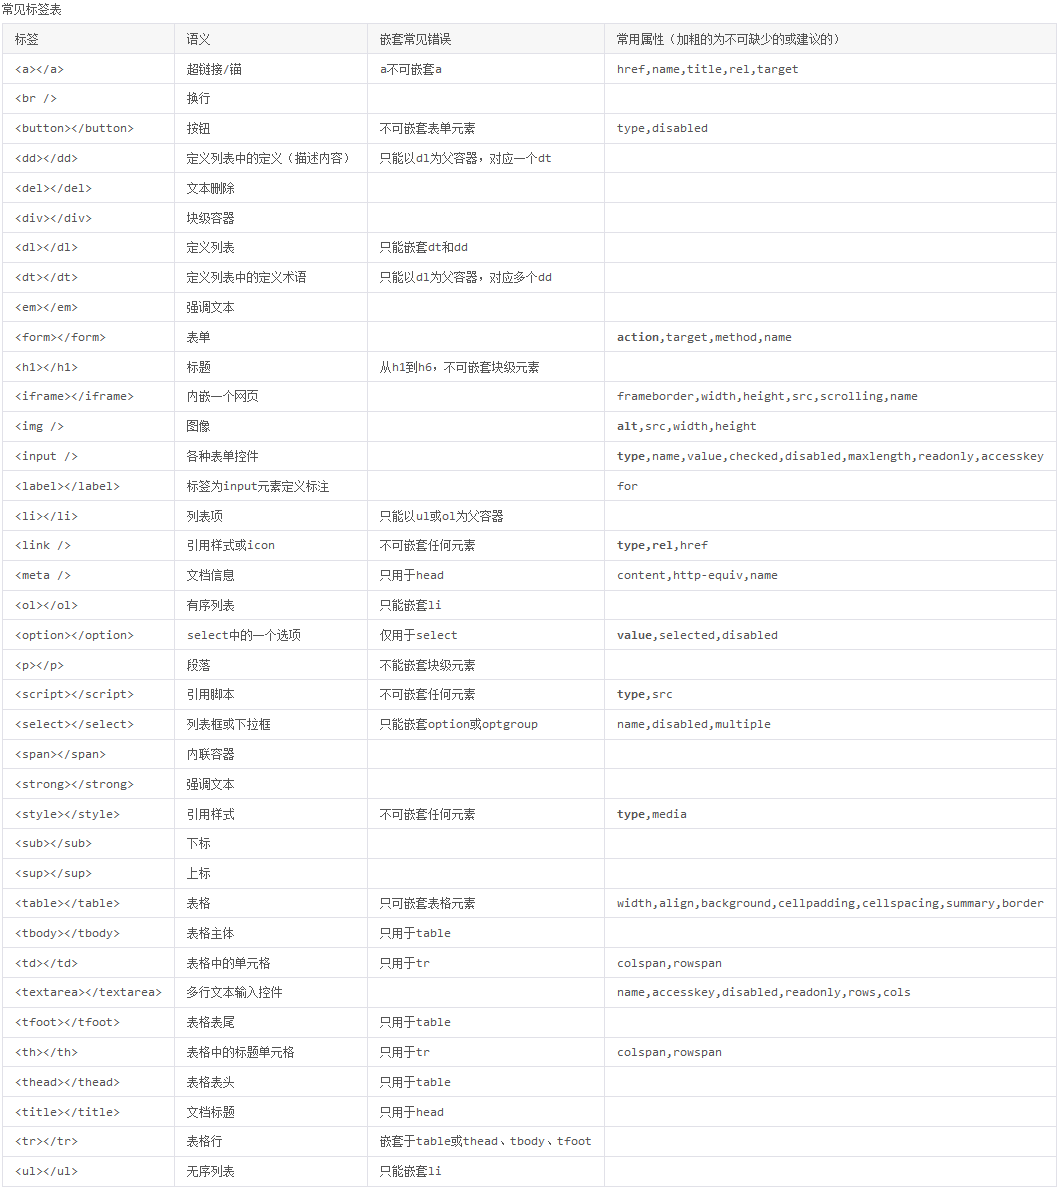 常见标签表
标签 语义 嵌套常见错误 常用属性（加粗的为不可缺少的或建议的）
<a></a> 超链接/锚 a不可嵌套a href,name,title,rel,target
<br /> 换行
<button></button> 按钮 不可嵌套表单元素 type,disabled
<dd></dd> 定义列表中的定义（描述内容） 只能以dl为父容器，对应一个dt
<del></del> 文本删除
<div></div> 块级容器
<dl></dl> 定义列表 只能嵌套dt和dd
<dt></dt> 定义列表中的定义术语 只能以dl为父容器，对应多个dd
<em></em> 强调文本
<form></form> 表单 action,target,method,name
<h1></h1> 标题 从h1到h6，不可嵌套块级元素
<iframe></iframe> 内嵌一个网页 frameborder,width,height,src,scrolling,name
<img /> 图像 alt,src,width,height
<input /> 各种表单控件 type,name,value,checked,disabled,maxlength,readonly,accesskey
<label></label> 标签为input元素定义标注 for
<li></li> 列表项 只能以ul或ol为父容器
<link /> 引用样式或icon 不可嵌套任何元素 type,rel,href
<meta /> 文档信息 只用于head content,http-equiv,name
<ol></ol> 有序列表 只能嵌套li
<option></option> select中的一个选项 仅用于select value,selected,disabled
<p></p> 段落 不能嵌套块级元素
<script></script> 引用脚本 不可嵌套任何元素 type,src
<select></select> 列表框或下拉框 只能嵌套option或optgroup name,disabled,multiple
<span></span> 内联容器
<strong></strong> 强调文本
<style></style> 引用样式 不可嵌套任何元素 type,media
<sub></sub> 下标
<sup></sup> 上标
<table></table> 表格 只可嵌套表格元素 width,align,background,cellpadding,cellspacing,summary,border
<tbody></tbody> 表格主体 只用于table
<td></td> 表格中的单元格 只用于tr colspan,rowspan
<textarea></textarea> 多行文本输入控件 name,accesskey,disabled,readonly,rows,cols
<tfoot></tfoot> 表格表尾 只用于table
<th></th> 表格中的标题单元格 只用于tr colspan,rowspan
<thead></thead> 表格表头 只用于table
<title></title> 文档标题 只用于head
<tr></tr> 表格行 嵌套于table或thead、tbody、tfoot
<ul></ul> 无序列表 只能嵌套li